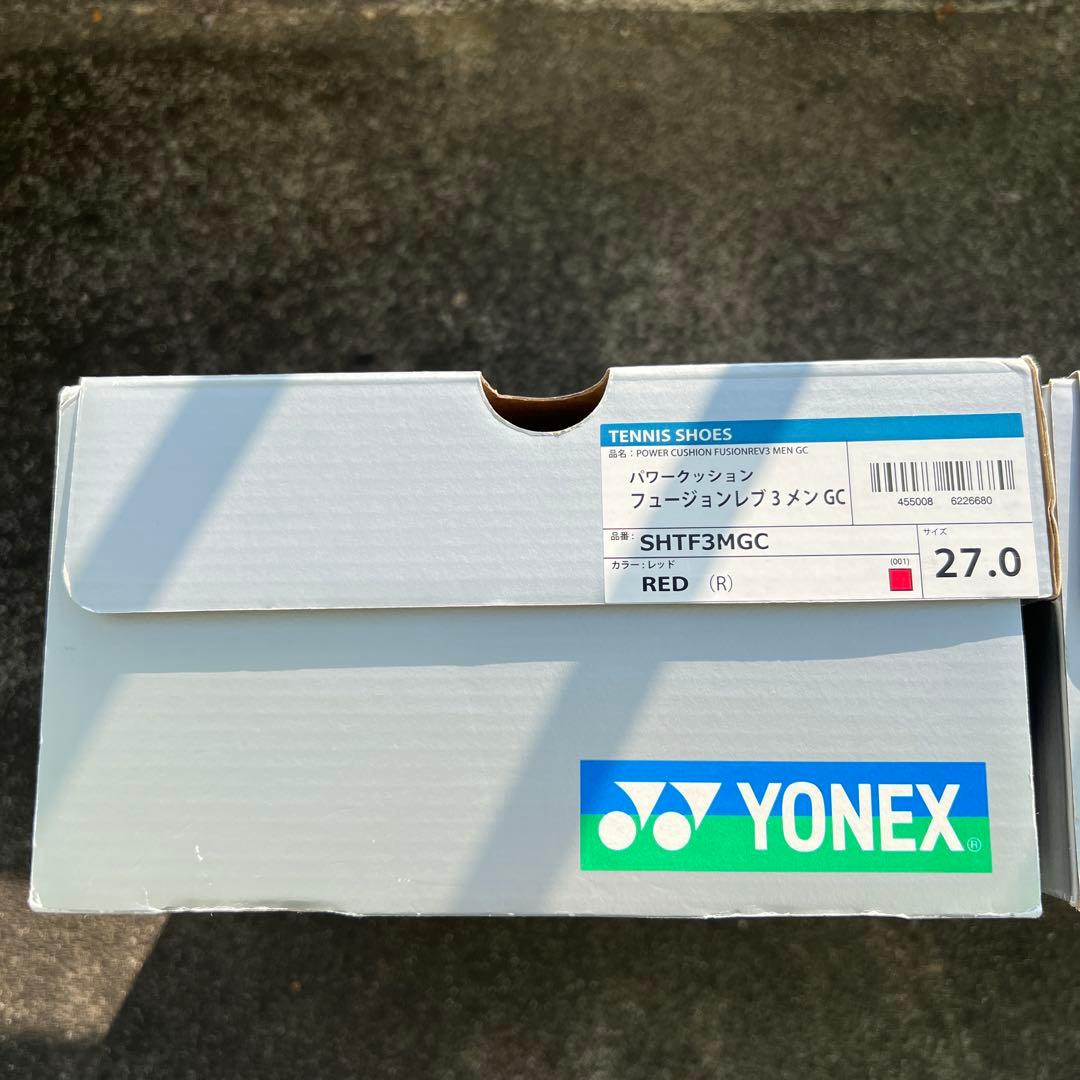 TENNIS SHOES
品名：POWER CUSHION FUSIONREV3 MEN GC
パワークッション
フュージョンレブ 3 メン GC
455008 6226680
品番： SHTF3MGC
カラー：レッド
RED （R）
(001)
サイズ
27.0
YONEX®